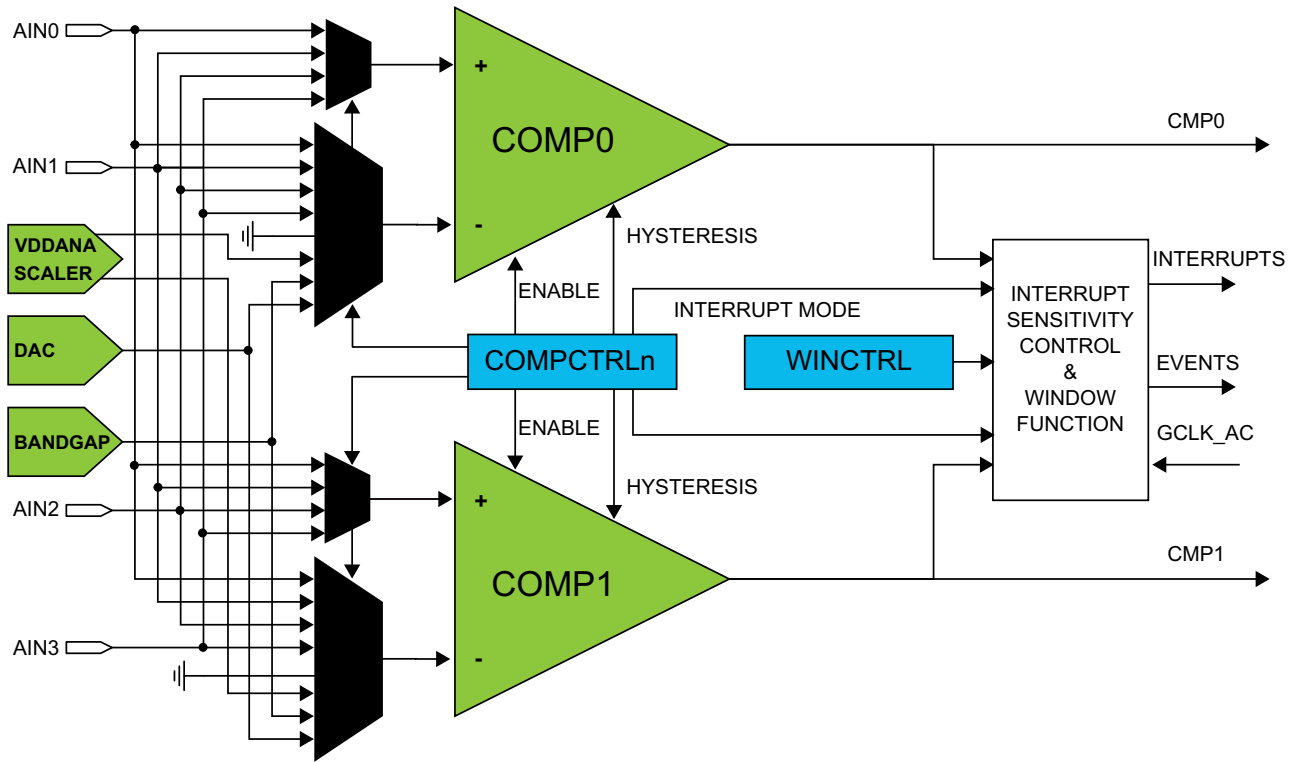 AIN0
+
COMP0
CMP0
AIN1
-
HYSTERESIS
VDDANA
SCALER
ENABLE
INTERRUPT MODE
INTERRUPTS
INTERRUPT
SENSITIVITY
CONTROL
&
WINDOW
FUNCTION
DAC
COMPCTRLn
WINCTRL
EVENTS
BANDGAP
ENABLE
GCLK_AC
HYSTERESIS
AIN2
+
COMP1
CMP1
AIN3
-